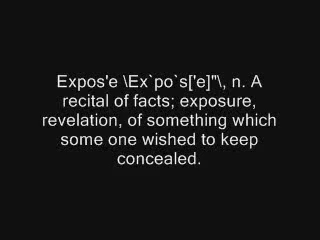 Expos'e \Ex`po`s['e]"\, n. A
recital of facts; exposure,
revelation, of something which
some one wished to keep
concealed.